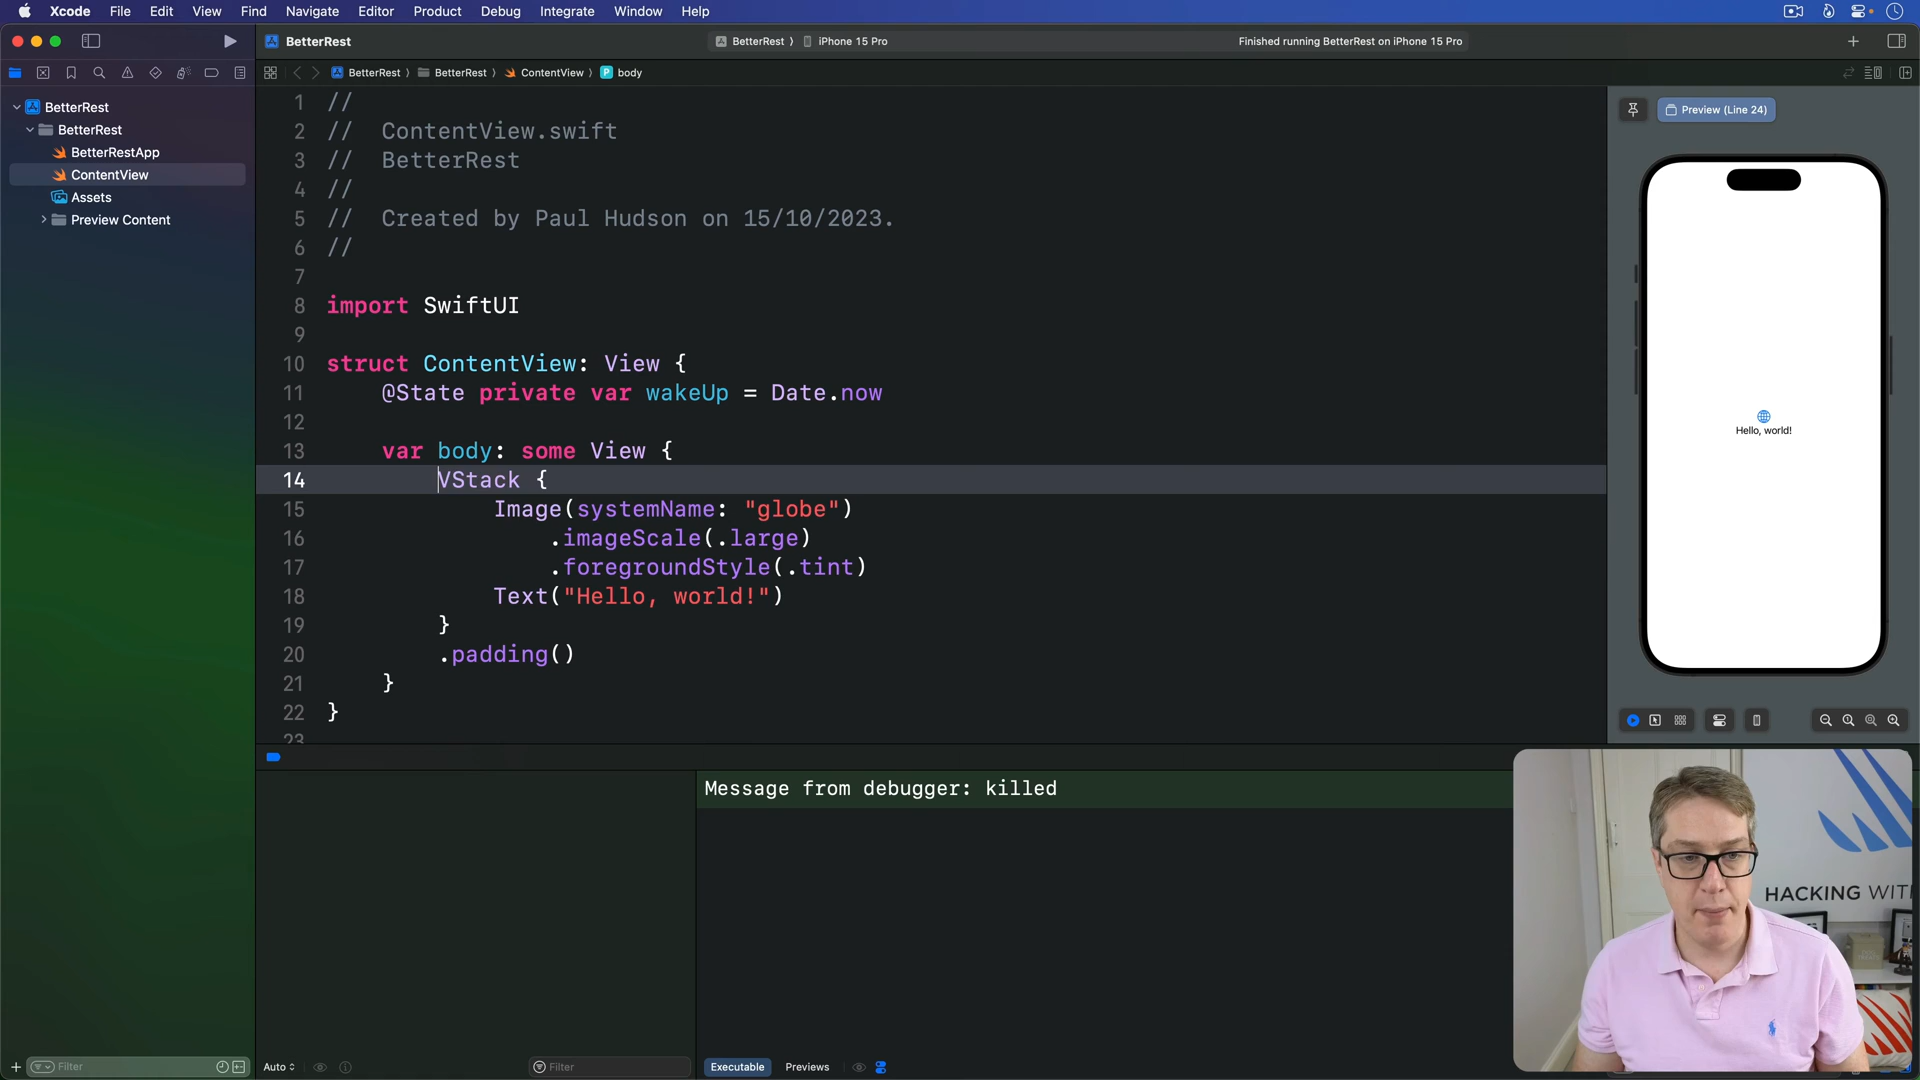 Xcode File Edit View Find Navigate Editor Product Debug Integrate Window Help
BetterRest
BetterRest
iPhone 15 Pro
Finished running BetterRest on iPhone 15 Pro
BetterRest
BetterRest
ContentView
body
BetterRest
BetterRest
BetterRestApp
ContentView
Assets
Preview Content
1 //
2 // ContentView.swift
3 // BetterRest
4 //
5 // Created by Paul Hudson on 15/10/2023.
6 //
7
8 import SwiftUI
9
10 struct ContentView: View {
11 @State private var wakeUp = Date.now
12
13 var body: some View {
14 VStack {
15 Image(systemName: "globe")
16 .imageScale(.large)
17 .foregroundStyle(.tint)
18 Text("Hello, world!")
19 }
20 .padding()
21 }
22 }
23
Preview (Line 24)
Hello, world!
Message from debugger: killed
HACKING WITH
Filter
Auto
Filter
Executable
Previews